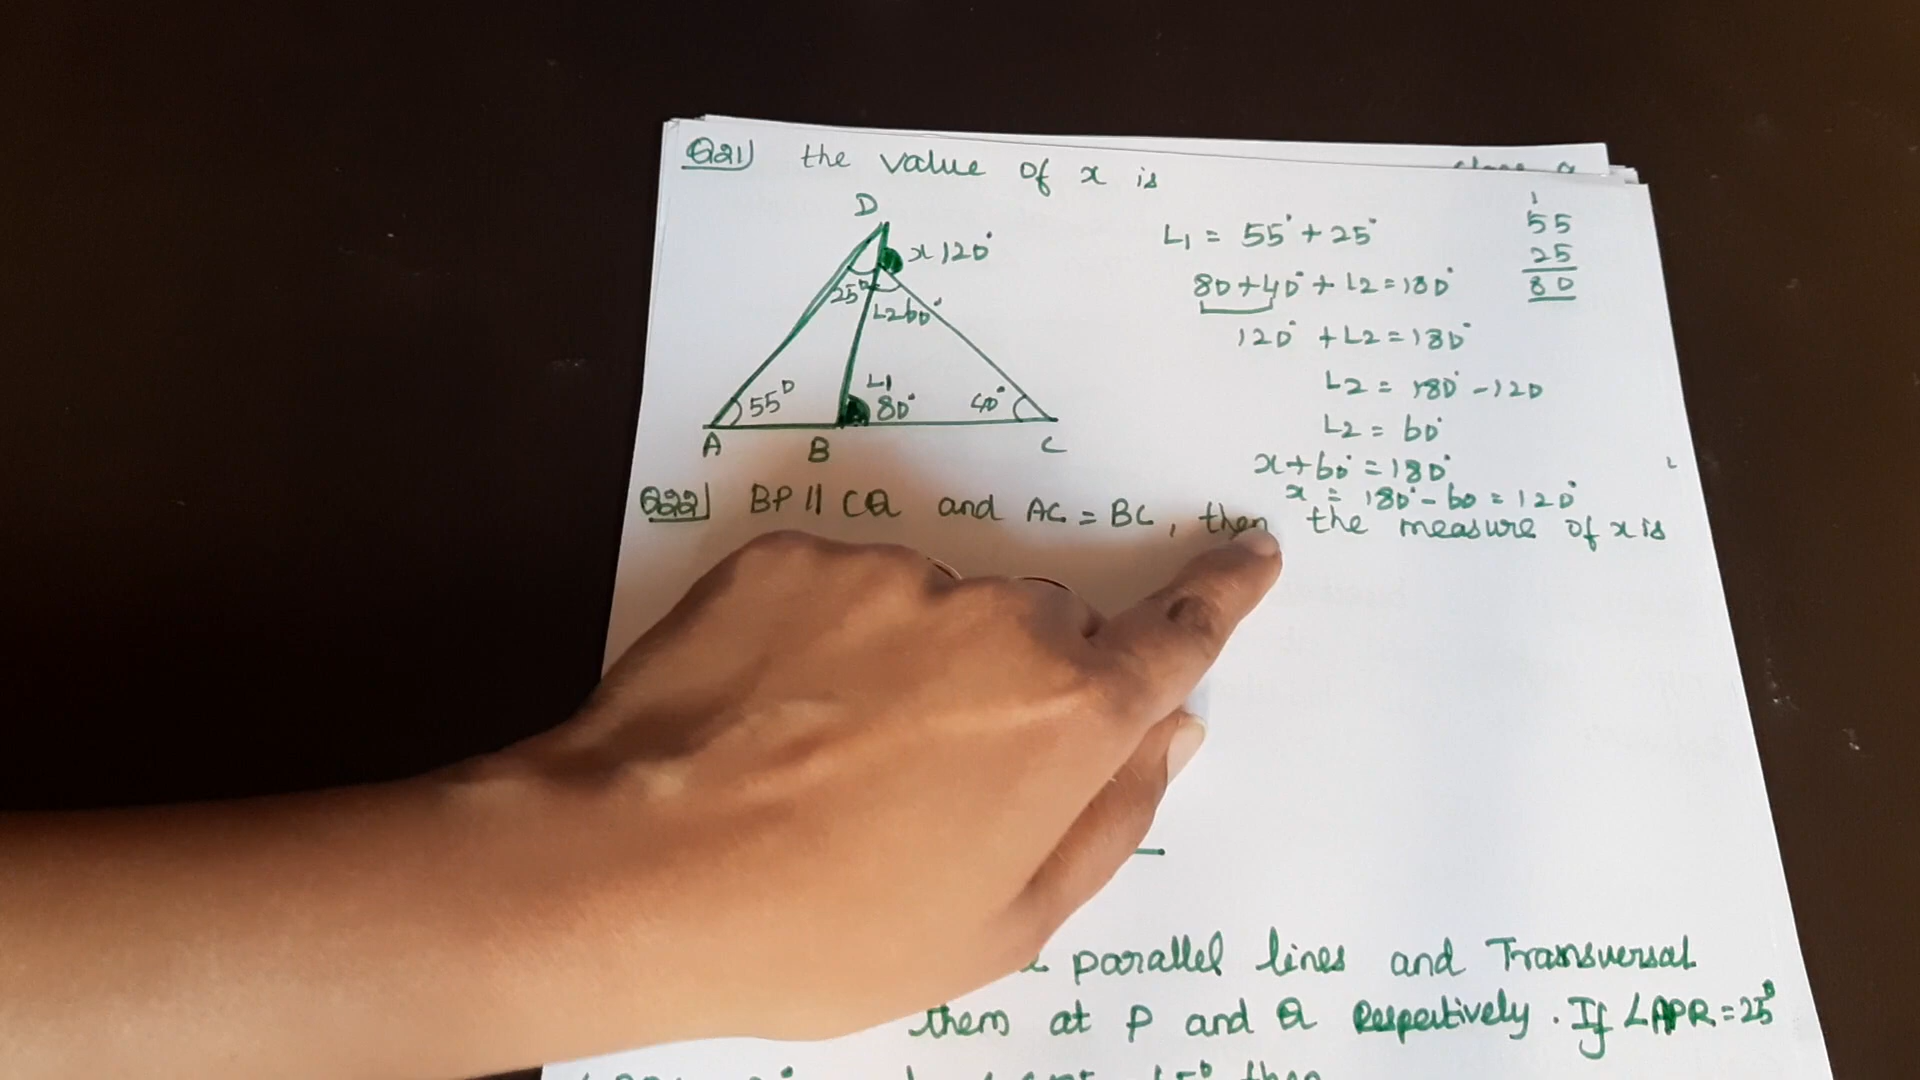 Q21) the value of x is
D
x 120°
25°
L2 60°
55°
L1
80°
40°
A B C
L1 = 55° + 25°
80 + 40° + L2 = 180°
120° + L2 = 180°
L2 = 180° - 120
L2 = 60°
x + 60° = 180°
x = 180° - 60 = 120°
1
55
25
80
Q22) BP || CQ and AC = BC, then the measure of x is
parallel lines and Transversal
them at P and Q Respectively. If ∠APR = 25°